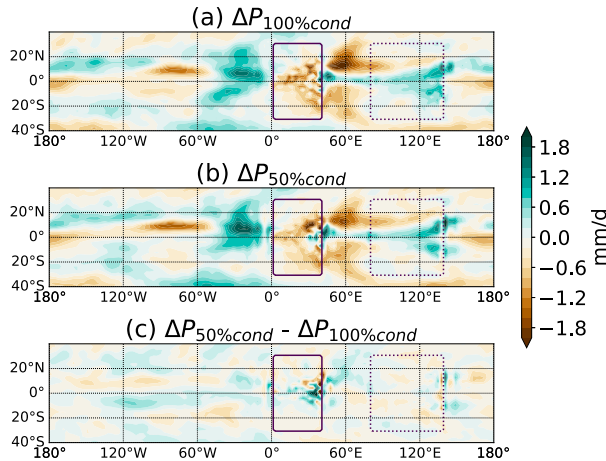 (a) ΔP100%cond
20°N
0°
20°S
40°S
180° 120°W 60°W 0° 60°E 120°E 180°
(b) ΔP50%cond
20°N
0°
20°S
40°S
180° 120°W 60°W 0° 60°E 120°E 180°
(c) ΔP50%cond - ΔP100%cond
20°N
0°
20°S
40°S
180° 120°W 60°W 0° 60°E 120°E 180°
1.8
1.2
0.6
0.0
−0.6
−1.2
−1.8
mm/d